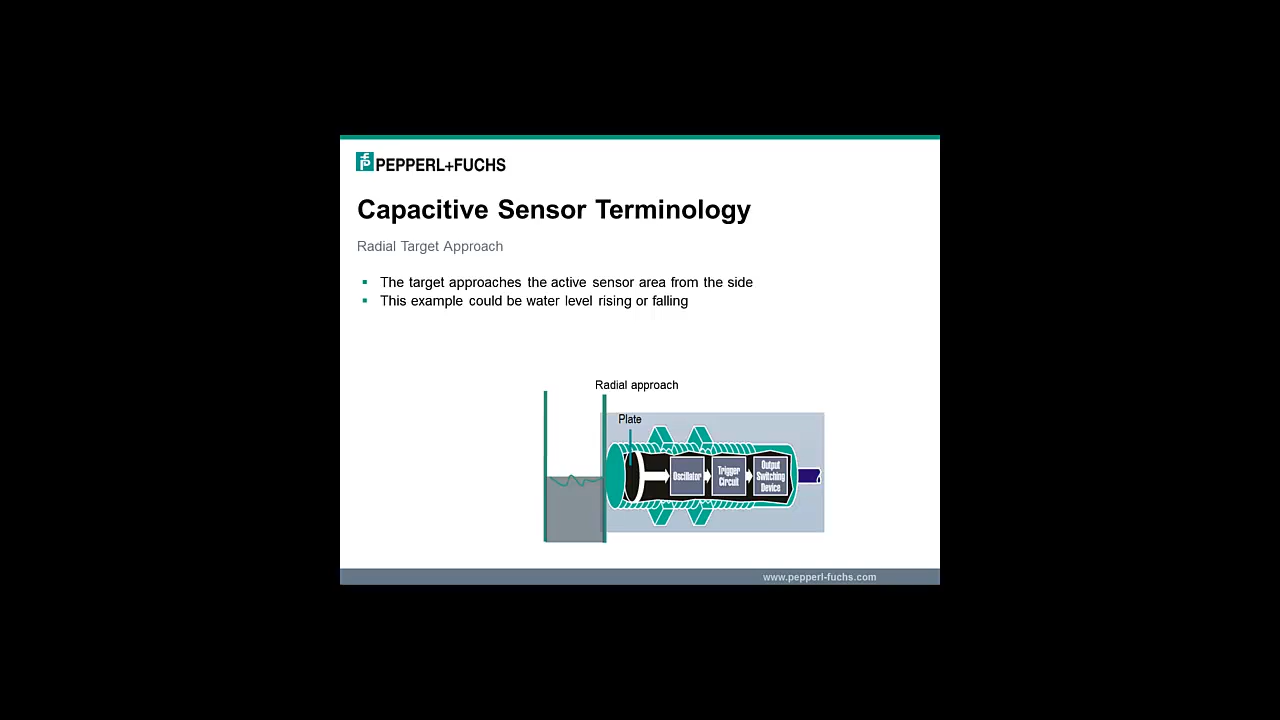 PEPPERL+FUCHS
Capacitive Sensor Terminology
Radial Target Approach
The target approaches the active sensor area from the side
This example could be water level rising or falling
Radial approach
Plate
Oscillator
Trigger
Circuit
Output
Switching
Device
www.pepperl-fuchs.com